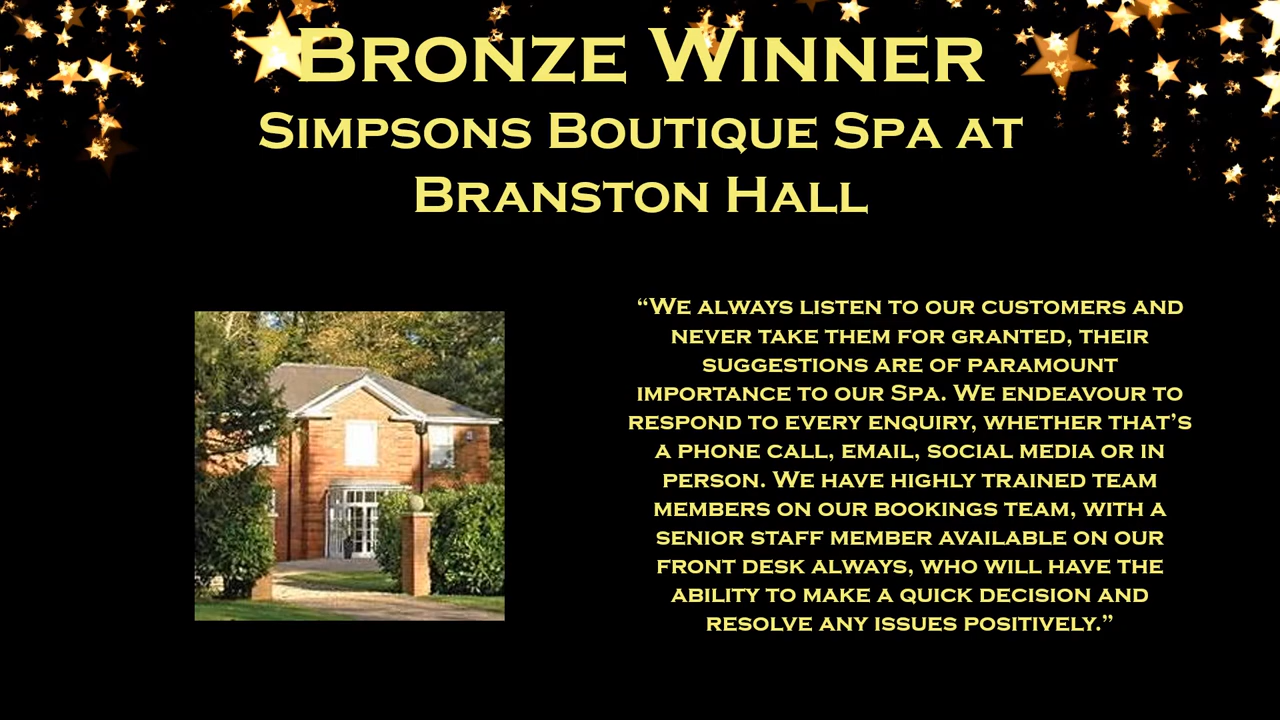 Bronze Winner
Simpsons Boutique Spa at
Branston Hall
“We always listen to our customers and
never take them for granted, their
suggestions are of paramount
importance to our Spa. We endeavour to
respond to every enquiry, whether that’s
a phone call, email, social media or in
person. We have highly trained team
members on our bookings team, with a
senior staff member available on our
front desk always, who will have the
ability to make a quick decision and
resolve any issues positively.”